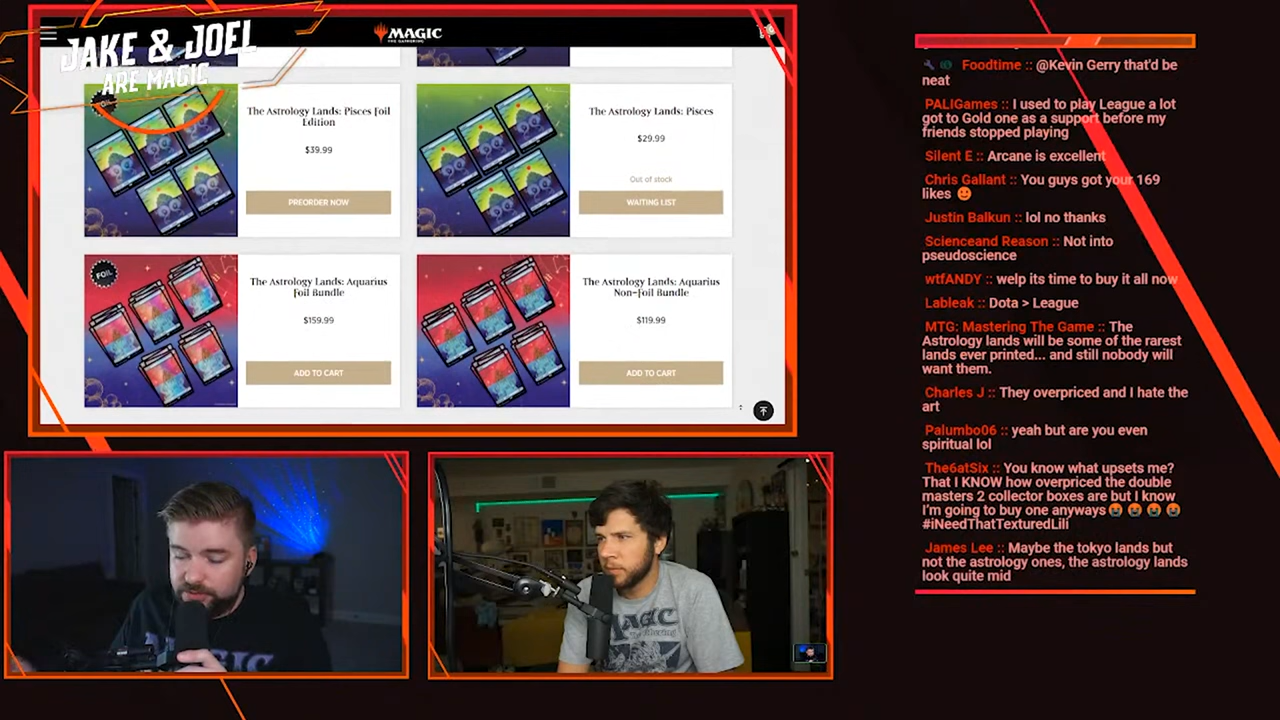 JAKE & JOEL
ARE MAGIC
MAGIC
THE GATHERING
The Astrology Lands: Pisces Foil
Edition
$39.99
PREORDER NOW
The Astrology Lands: Pisces
$29.99
Out of stock
WAITING LIST
FOIL
The Astrology Lands: Aquarius
Foil Bundle
$159.99
ADD TO CART
The Astrology Lands: Aquarius
Non-Foil Bundle
$119.99
ADD TO CART
MAGIC
MAGIC
The Gathering
Foodtime :: @Kevin Gerry that'd be
neat
PALIGames :: I used to play League a lot
got to Gold one as a support before my
friends stopped playing
Silent E :: Arcane is excellent
Chris Gallant :: You guys got your 169
likes
Justin Balkun :: lol no thanks
Scienceand Reason :: Not into
pseudoscience
wtfANDY :: welp its time to buy it all now
Lableak :: Dota > League
MTG: Mastering The Game :: The
Astrology lands will be some of the rarest
lands ever printed... and still nobody will
want them.
Charles J :: They overpriced and I hate the
art
Palumbo06 :: yeah but are you even
spiritual lol
The6atSix :: You know what upsets me?
That I KNOW how overpriced the double
masters 2 collector boxes are but I know
I'm going to buy one anyways
#iNeedThatTexturedLili
James Lee :: Maybe the tokyo lands but
not the astrology ones, the astrology lands
look quite mid